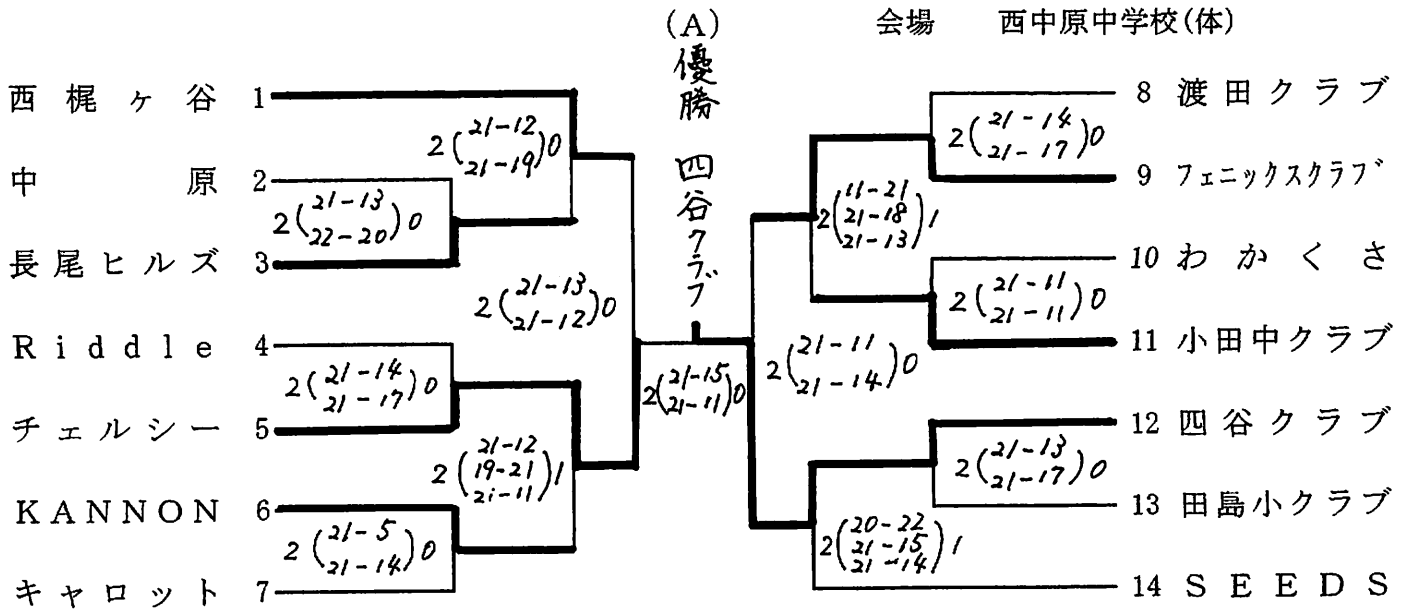 (A)
会場 西中原中学校(体)
優勝 四谷クラブ
西梶ヶ谷 1
中原 2
長尾ヒルズ 3
Riddle 4
チェルシー 5
KANNON 6
キャロット 7
8 渡田クラブ
9 フェニックスクラブ
10 わかくさ
11 小田中クラブ
12 四谷クラブ
13 田島小クラブ
14 SEEDS
2(21-12
21-19)0
2(21-13
22-20)0
2(21-13
21-12)0
2(21-14
21-17)0
2(21-12
19-21
21-11)1
2(21-5
21-14)0
2(21-15
21-11)0
2(21-14
21-17)0
2(11-21
21-18
21-13)1
2(21-11
21-11)0
2(21-11
21-14)0
2(21-13
21-17)0
2(20-22
21-15
21-14)1